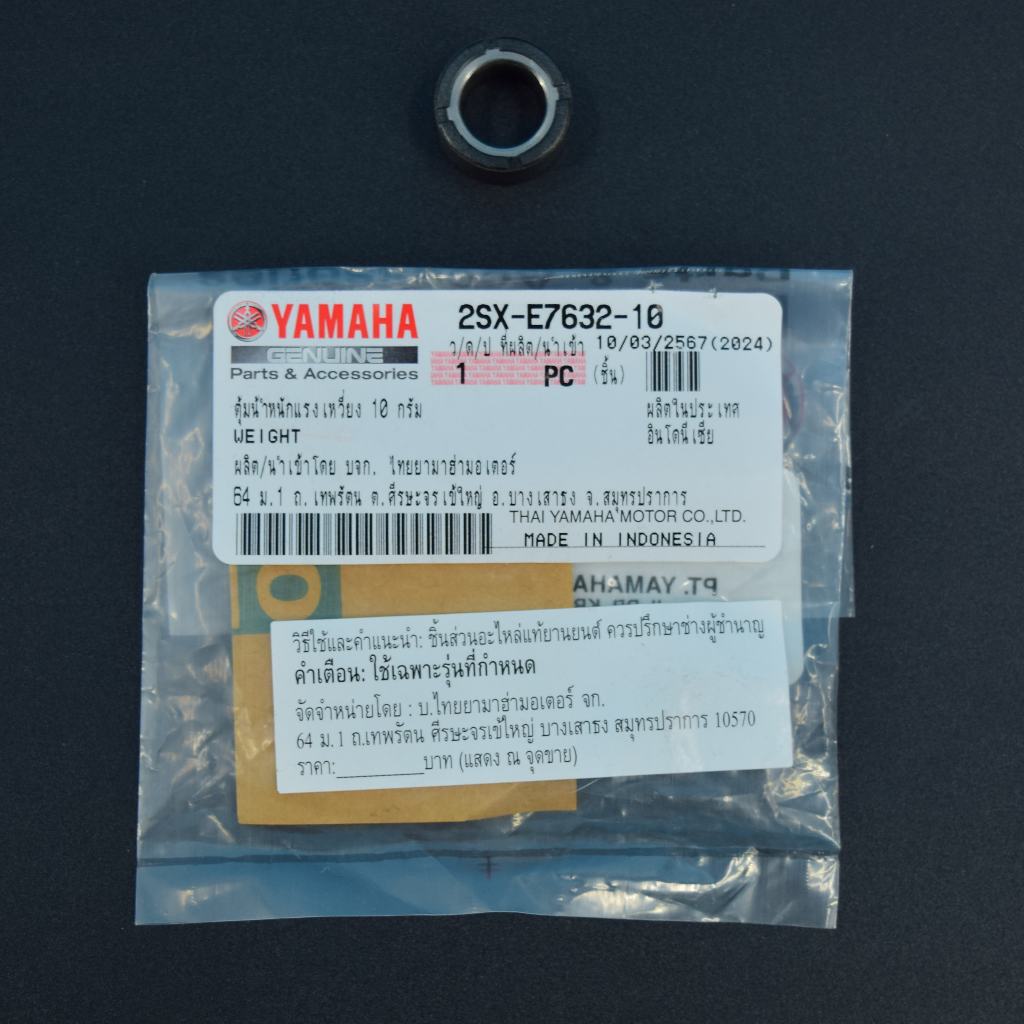 YAMAHA 2SX-E7632-10
GENUINE
Parts & Accessories
ว/ด/ป ที่ผลิต/นำเข้า 10/03/2567(2024)
1 PC (ชิ้น)
ตุ้มน้ำหนักแรงเหวี่ยง 10 กรัม
WEIGHT
ผลิตในประเทศ
อินโดนีเซีย
ผลิต/นำเข้าโดย บจก. ไทยยามาฮ่ามอเตอร์
64 ม.1 ถ.เทพรัตน ต.ศีรษะจรเข้ใหญ่ อ.บางเสาธง จ.สมุทรปราการ
THAI YAMAHA MOTOR CO.,LTD.
MADE IN INDONESIA
PT. YAMAHA
วิธีใช้และคำแนะนำ: ชิ้นส่วนอะไหล่แท้ยานยนต์ ควรปรึกษาช่างผู้ชำนาญ
คำเตือน: ใช้เฉพาะรุ่นที่กำหนด
จัดจำหน่ายโดย : บ.ไทยยามาฮ่ามอเตอร์ จก.
64 ม.1 ถ.เทพรัตน ศีรษะจรเข้ใหญ่ บางเสาธง สมุทรปราการ 10570
ราคา:__________บาท (แสดง ณ จุดขาย)